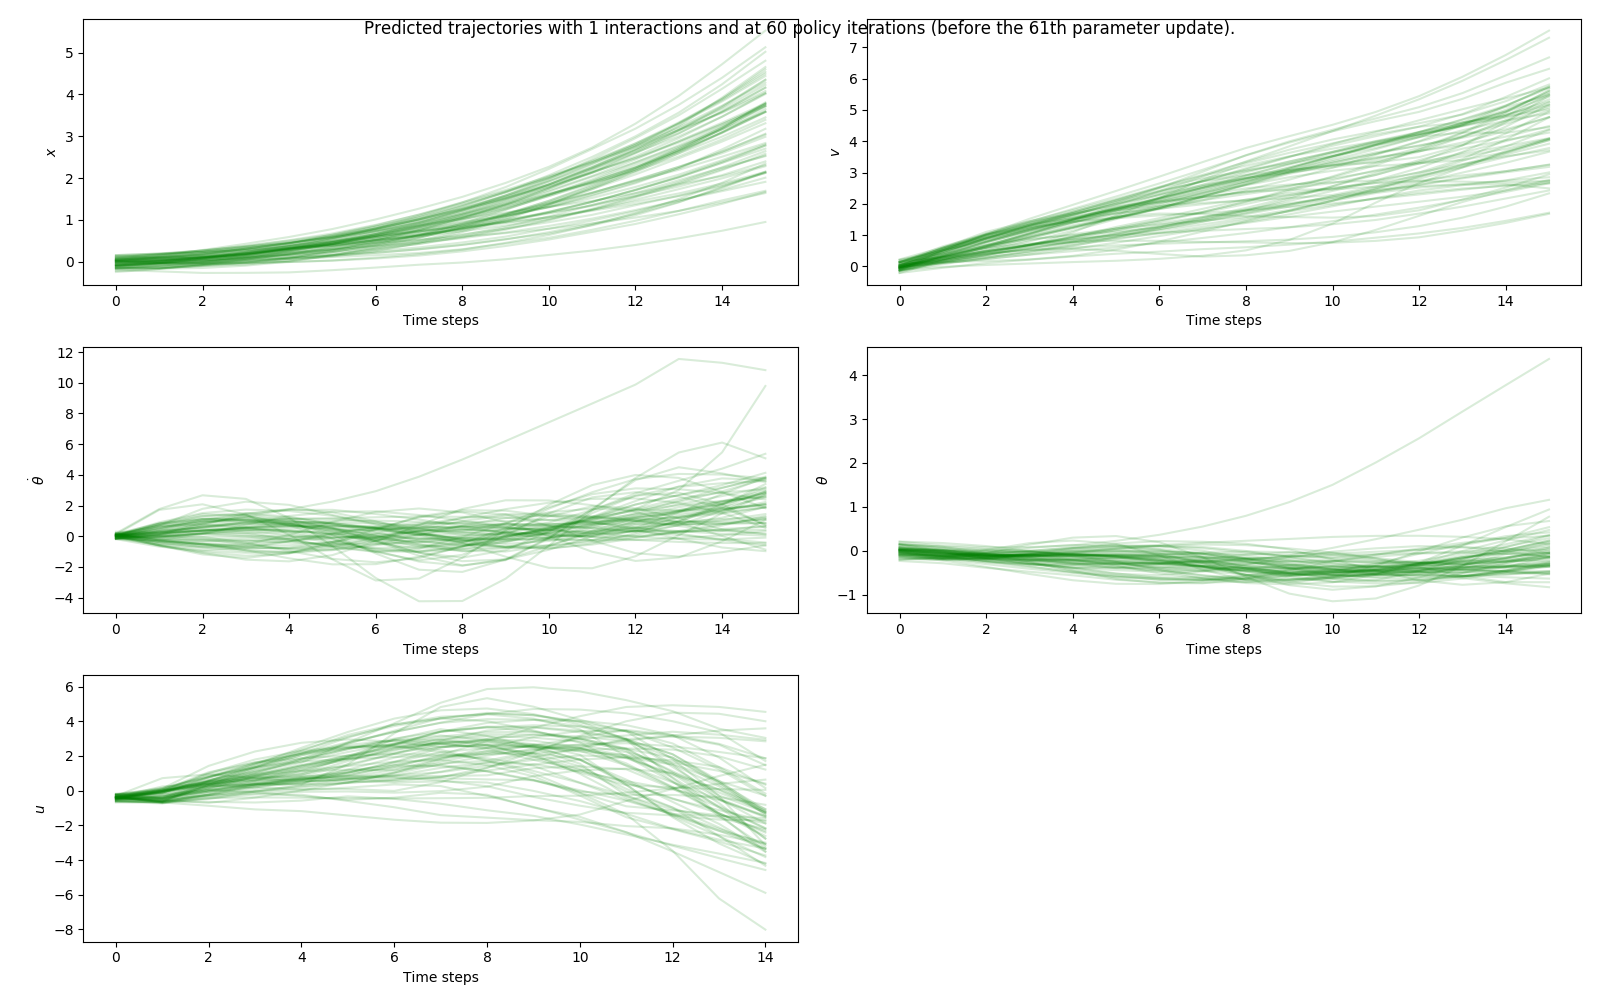 Predicted trajectories with 1 interactions and at 60 policy iterations (before the 61th parameter update).
5
4
3
2
1
0
x
0 2 4 6 8 10 12 14
Time steps
7
6
5
4
3
2
1
0
v
0 2 4 6 8 10 12 14
Time steps
12
10
8
6
4
2
0
−2
−4
θ̇
0 2 4 6 8 10 12 14
Time steps
4
3
2
1
0
−1
θ
0 2 4 6 8 10 12 14
Time steps
6
4
2
0
−2
−4
−6
−8
u
0 2 4 6 8 10 12 14
Time steps